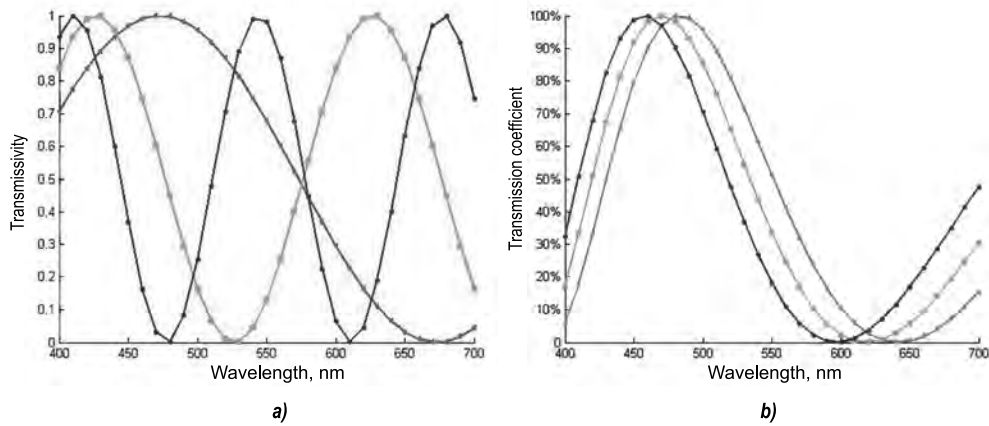 Transmissivity
1
0.9
0.8
0.7
0.6
0.5
0.4
0.3
0.2
0.1
0
400 450 500 550 600 650 700
Wavelength, nm
a)
Transmission coefficient
100%
90%
80%
70%
60%
50%
40%
30%
20%
10%
0
400 450 500 550 600 650 700
Wavelength, nm
b)